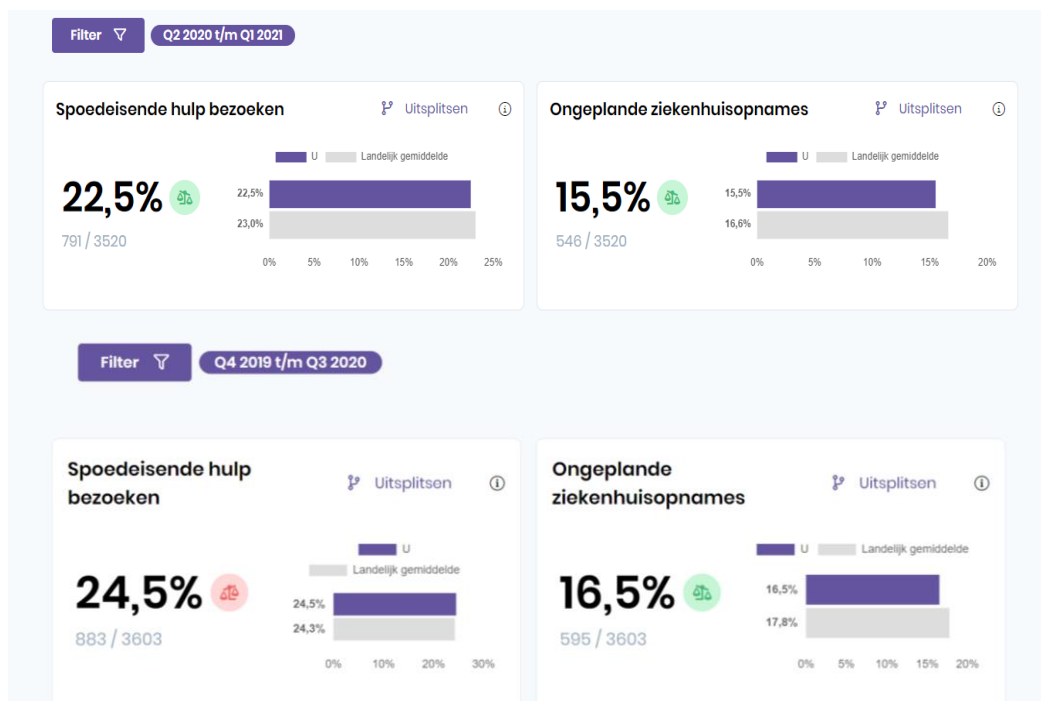 Filter Q2 2020 t/m Q1 2021
Spoedeisende hulp bezoeken Uitsplitsen
U Landelijk gemiddelde
22,5%
791 / 3520
22,5%
23,0%
0% 5% 10% 15% 20% 25%
Ongeplande ziekenhuisopnames Uitsplitsen
U Landelijk gemiddelde
15,5%
546 / 3520
15,5%
16,6%
0% 5% 10% 15% 20%
Filter Q4 2019 t/m Q3 2020
Spoedeisende hulp
bezoeken
Uitsplitsen
U
Landelijk gemiddelde
24,5%
883 / 3603
24,5%
24,3%
0% 10% 20% 30%
Ongeplande
ziekenhuisopnames
Uitsplitsen
U Landelijk gemiddelde
16,5%
595 / 3603
16,5%
17,8%
0% 5% 10% 15% 20%